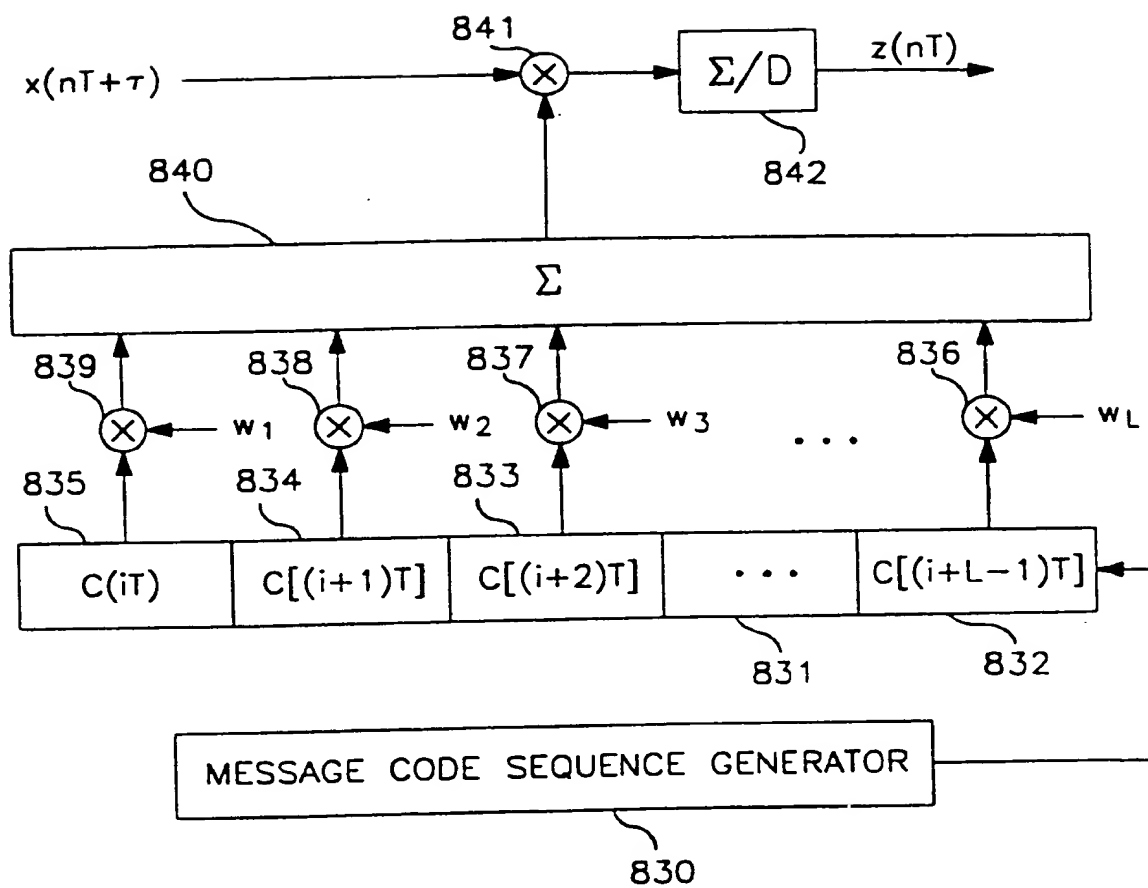 841
x(nT+τ)
Σ/D
z(nT)
842
840
Σ
839
838
837
836
w1
w2
w3
...
wL
835
834
833
C(iT)
C[(i+1)T]
C[(i+2)T]
...
C[(i+L-1)T]
831
832
MESSAGE CODE SEQUENCE GENERATOR
830